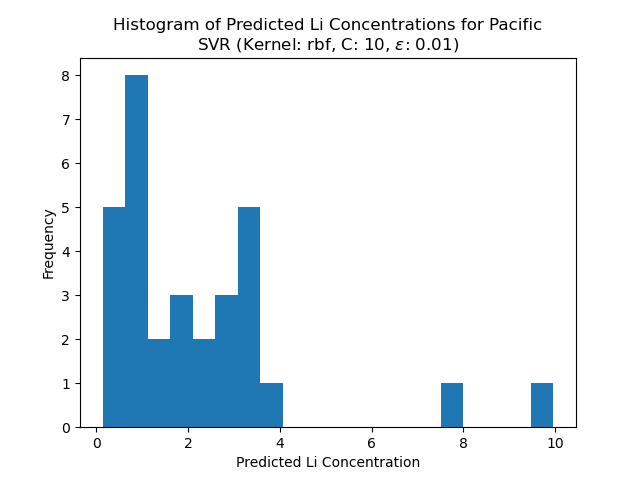 Histogram of Predicted Li Concentrations for Pacific
SVR (Kernel: rbf, C: 10, ε: 0.01)
8
7
6
5
4
3
2
1
0
Frequency
0 2 4 6 8 10
Predicted Li Concentration